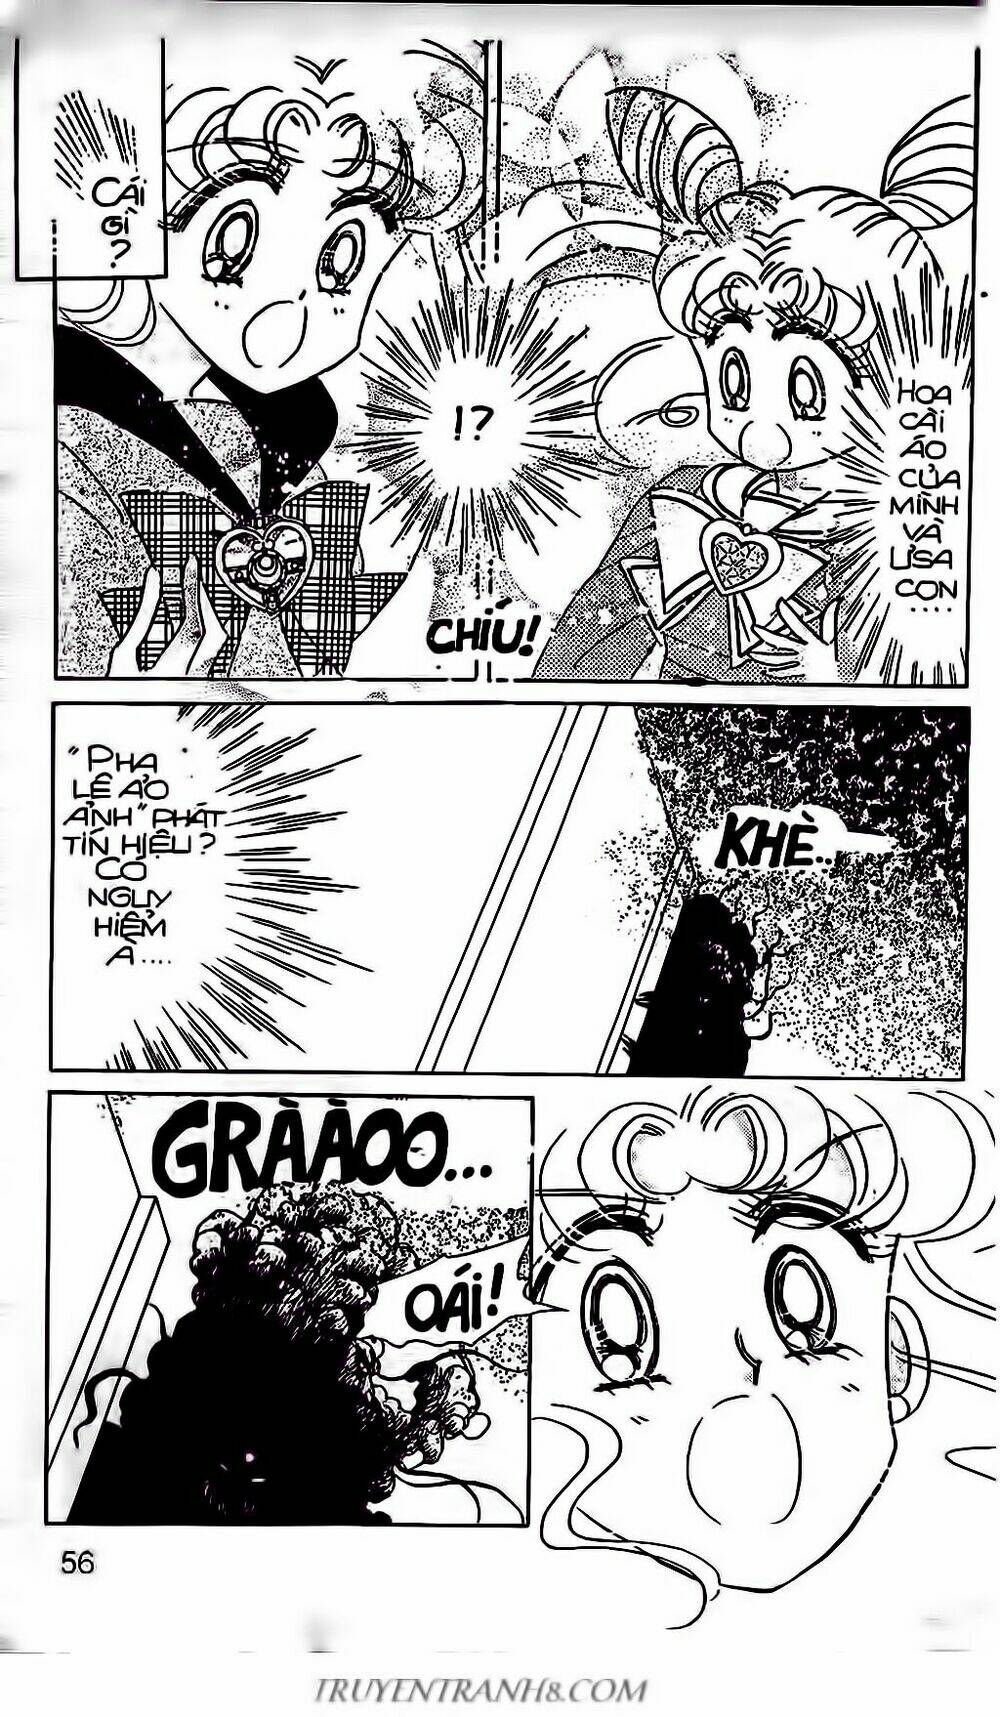 CÁI
GÌ
?
!?
CHÍU!
HOA
CÀI
ÁO
CỦA
MÌNH
VÀ
USA
CON
....
"PHA
LÊ ẢO
ẢNH" PHÁT
TÍN HIỆU?
CÓ
NGUY
HIỂM
À....
KHÈ..
GRÀÀOO...
OÁI!
56
TRUYENTRANH8.COM